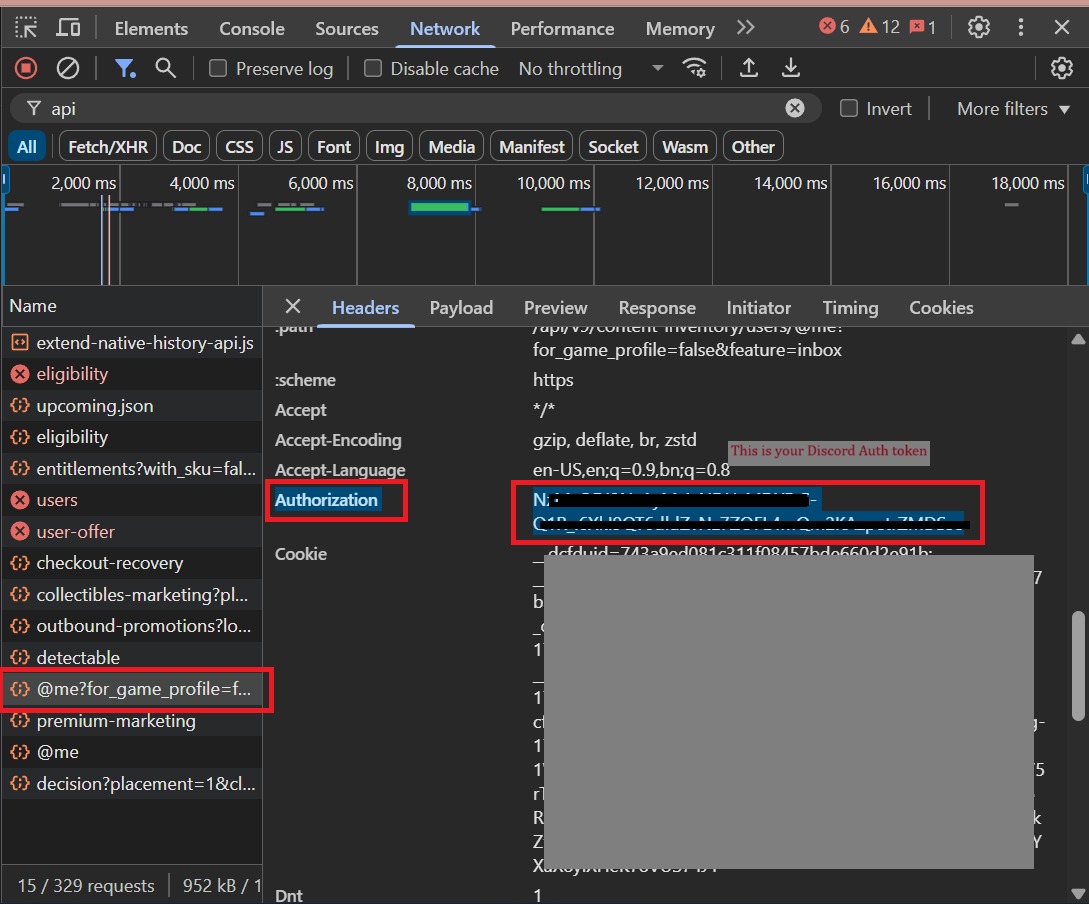 Elements Console Sources Network Performance Memory 6 12 1
Preserve log Disable cache No throttling
api Invert More filters
All Fetch/XHR Doc CSS JS Font Img Media Manifest Socket Wasm Other
2,000 ms 4,000 ms 6,000 ms 8,000 ms 10,000 ms 12,000 ms 14,000 ms 16,000 ms 18,000 ms
Name
extend-native-history-api.js
eligibility
upcoming.json
eligibility
entitlements?with_sku=fal...
users
user-offer
checkout-recovery
collectibles-marketing?pl...
outbound-promotions?lo...
detectable
@me?for_game_profile=f...
premium-marketing
@me
decision?placement=1&cl...
15 / 329 requests 952 kB / 1
Headers Payload Preview Response Initiator Timing Cookies
:path /api/v9/content-inventory/users/@me?
for_game_profile=false&feature=inbox
:scheme https
Accept */*
Accept-Encoding gzip, deflate, br, zstd
This is your Discord Auth token
Accept-Language en-US,en;q=0.9,bn;q=0.8
Authorization
Cookie
Dnt 1